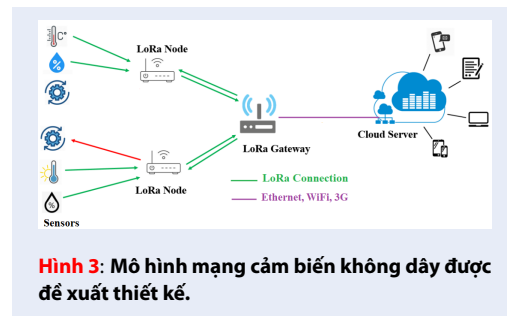 C°
LoRa Node
%
LoRa Gateway
Cloud Server
LoRa Node
LoRa Connection
Ethernet, WiFi, 3G
%
Sensors
Hình 3: Mô hình mạng cảm biến không dây được
đề xuất thiết kế.